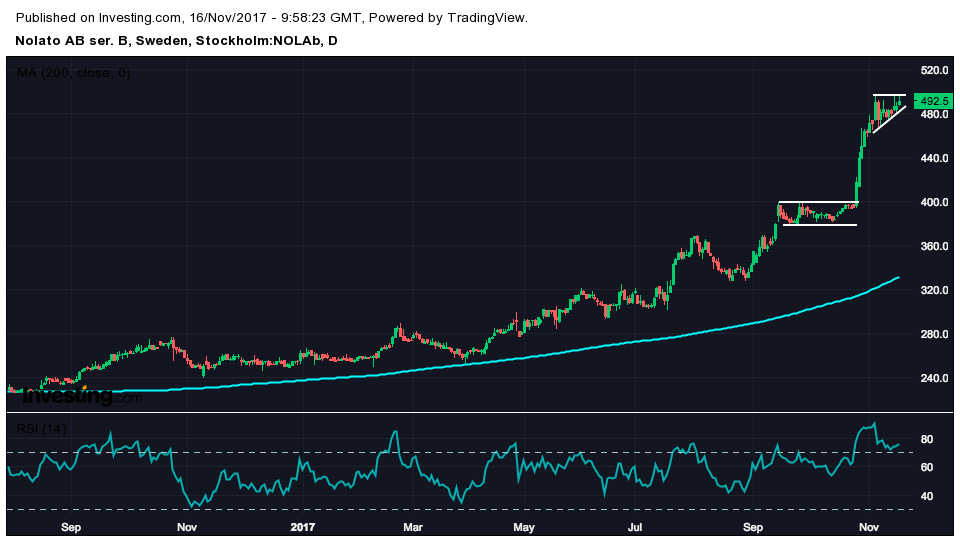 Published on Investing.com, 16/Nov/2017 - 9:58:23 GMT, Powered by TradingView.
Nolato AB ser. B, Sweden, Stockholm:NOLAb, D
MA (200, close, 0)
520.0
492.5
480.0
440.0
400.0
360.0
320.0
280.0
240.0
Investing.com
RSI (14)
80
60
40
Sep Nov 2017 Mar May Jul Sep Nov